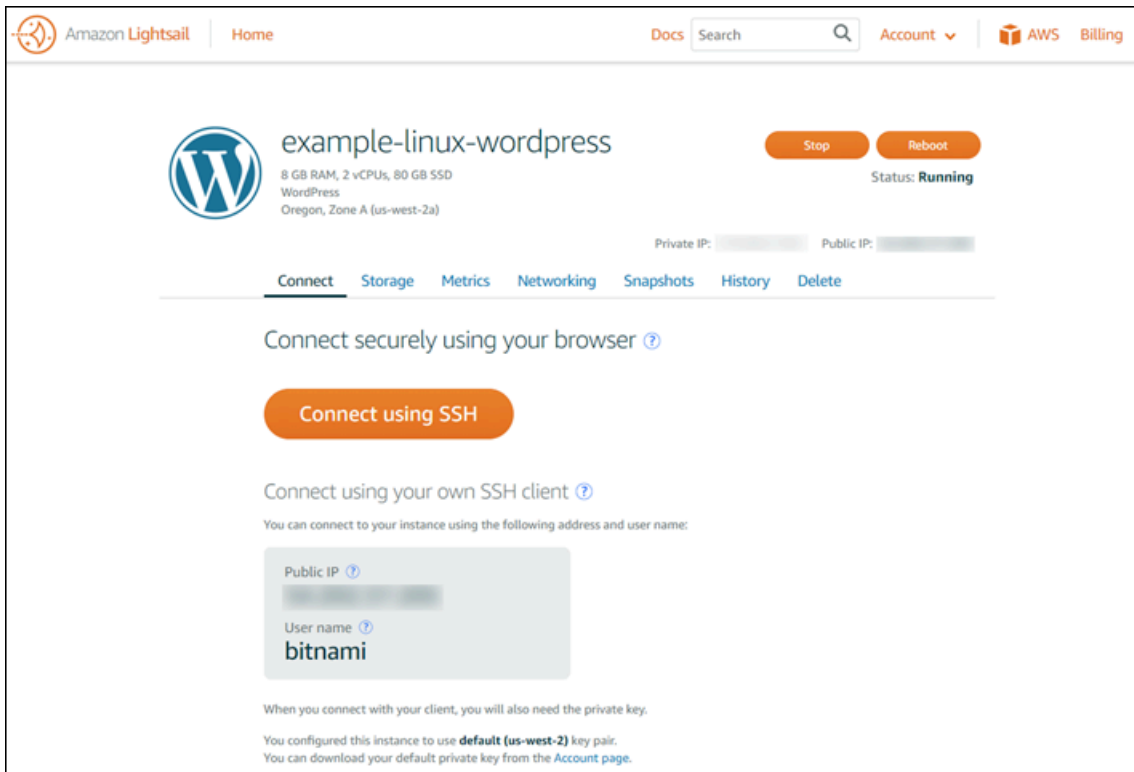 Amazon Lightsail Home Docs Search Account AWS Billing
example-linux-wordpress
Stop Reboot
8 GB RAM, 2 vCPUs, 80 GB SSD
Status: Running
WordPress
Oregon, Zone A (us-west-2a)
Private IP: Public IP:
Connect Storage Metrics Networking Snapshots History Delete
Connect securely using your browser ?
Connect using SSH
Connect using your own SSH client ?
You can connect to your instance using the following address and user name:
Public IP ?
User name ?
bitnami
When you connect with your client, you will also need the private key.
You configured this instance to use default (us-west-2) key pair.
You can download your default private key from the Account page.